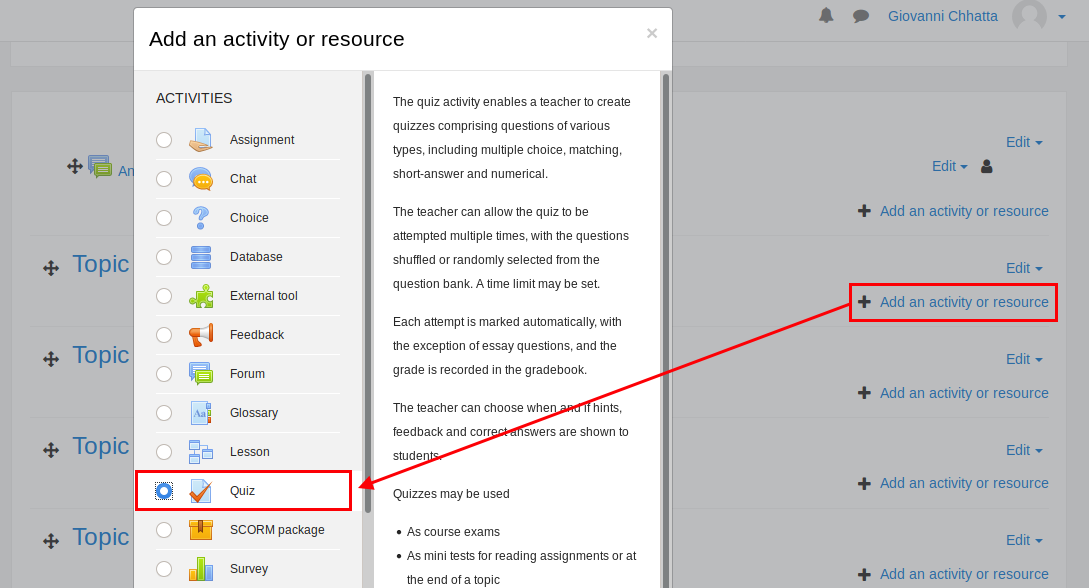 Giovanni Chhatta
Add an activity or resource
×
ACTIVITIES
Assignment
Chat
Choice
Database
External tool
Feedback
Forum
Glossary
Lesson
Quiz
SCORM package
Survey
The quiz activity enables a teacher to create
quizzes comprising questions of various
types, including multiple choice, matching,
short-answer and numerical.
The teacher can allow the quiz to be
attempted multiple times, with the questions
shuffled or randomly selected from the
question bank. A time limit may be set.
Each attempt is marked automatically, with
the exception of essay questions, and the
grade is recorded in the gradebook.
The teacher can choose when and if hints,
feedback and correct answers are shown to
students.
Quizzes may be used
• As course exams
• As mini tests for reading assignments or at
the end of a topic
Edit
An
Edit
Add an activity or resource
Topic
Edit
Add an activity or resource
Topic
Edit
Add an activity or resource
Topic
Edit
Add an activity or resource
Topic
Edit
Add an activity or resource